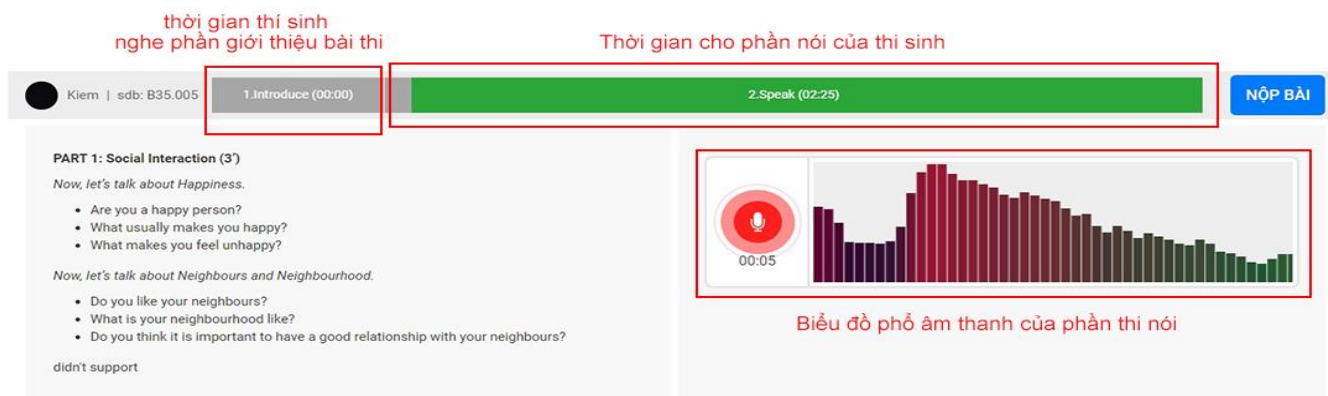 thời gian thí sinh
nghe phần giới thiệu bài thi
Thời gian cho phần nói của thi sinh
Kiem | sdb: B35.005
1.Introduce (00:00)
2.Speak (02:25)
NỘP BÀI
PART 1: Social Interaction (3')
Now, let's talk about Happiness.
• Are you a happy person?
• What usually makes you happy?
• What makes you feel unhappy?
Now, let's talk about Neighbours and Neighbourhood.
• Do you like your neighbours?
• What is your neighbourhood like?
• Do you think it is important to have a good relationship with your neighbours?
didn't support
00:05
Biểu đồ phổ âm thanh của phần thi nói